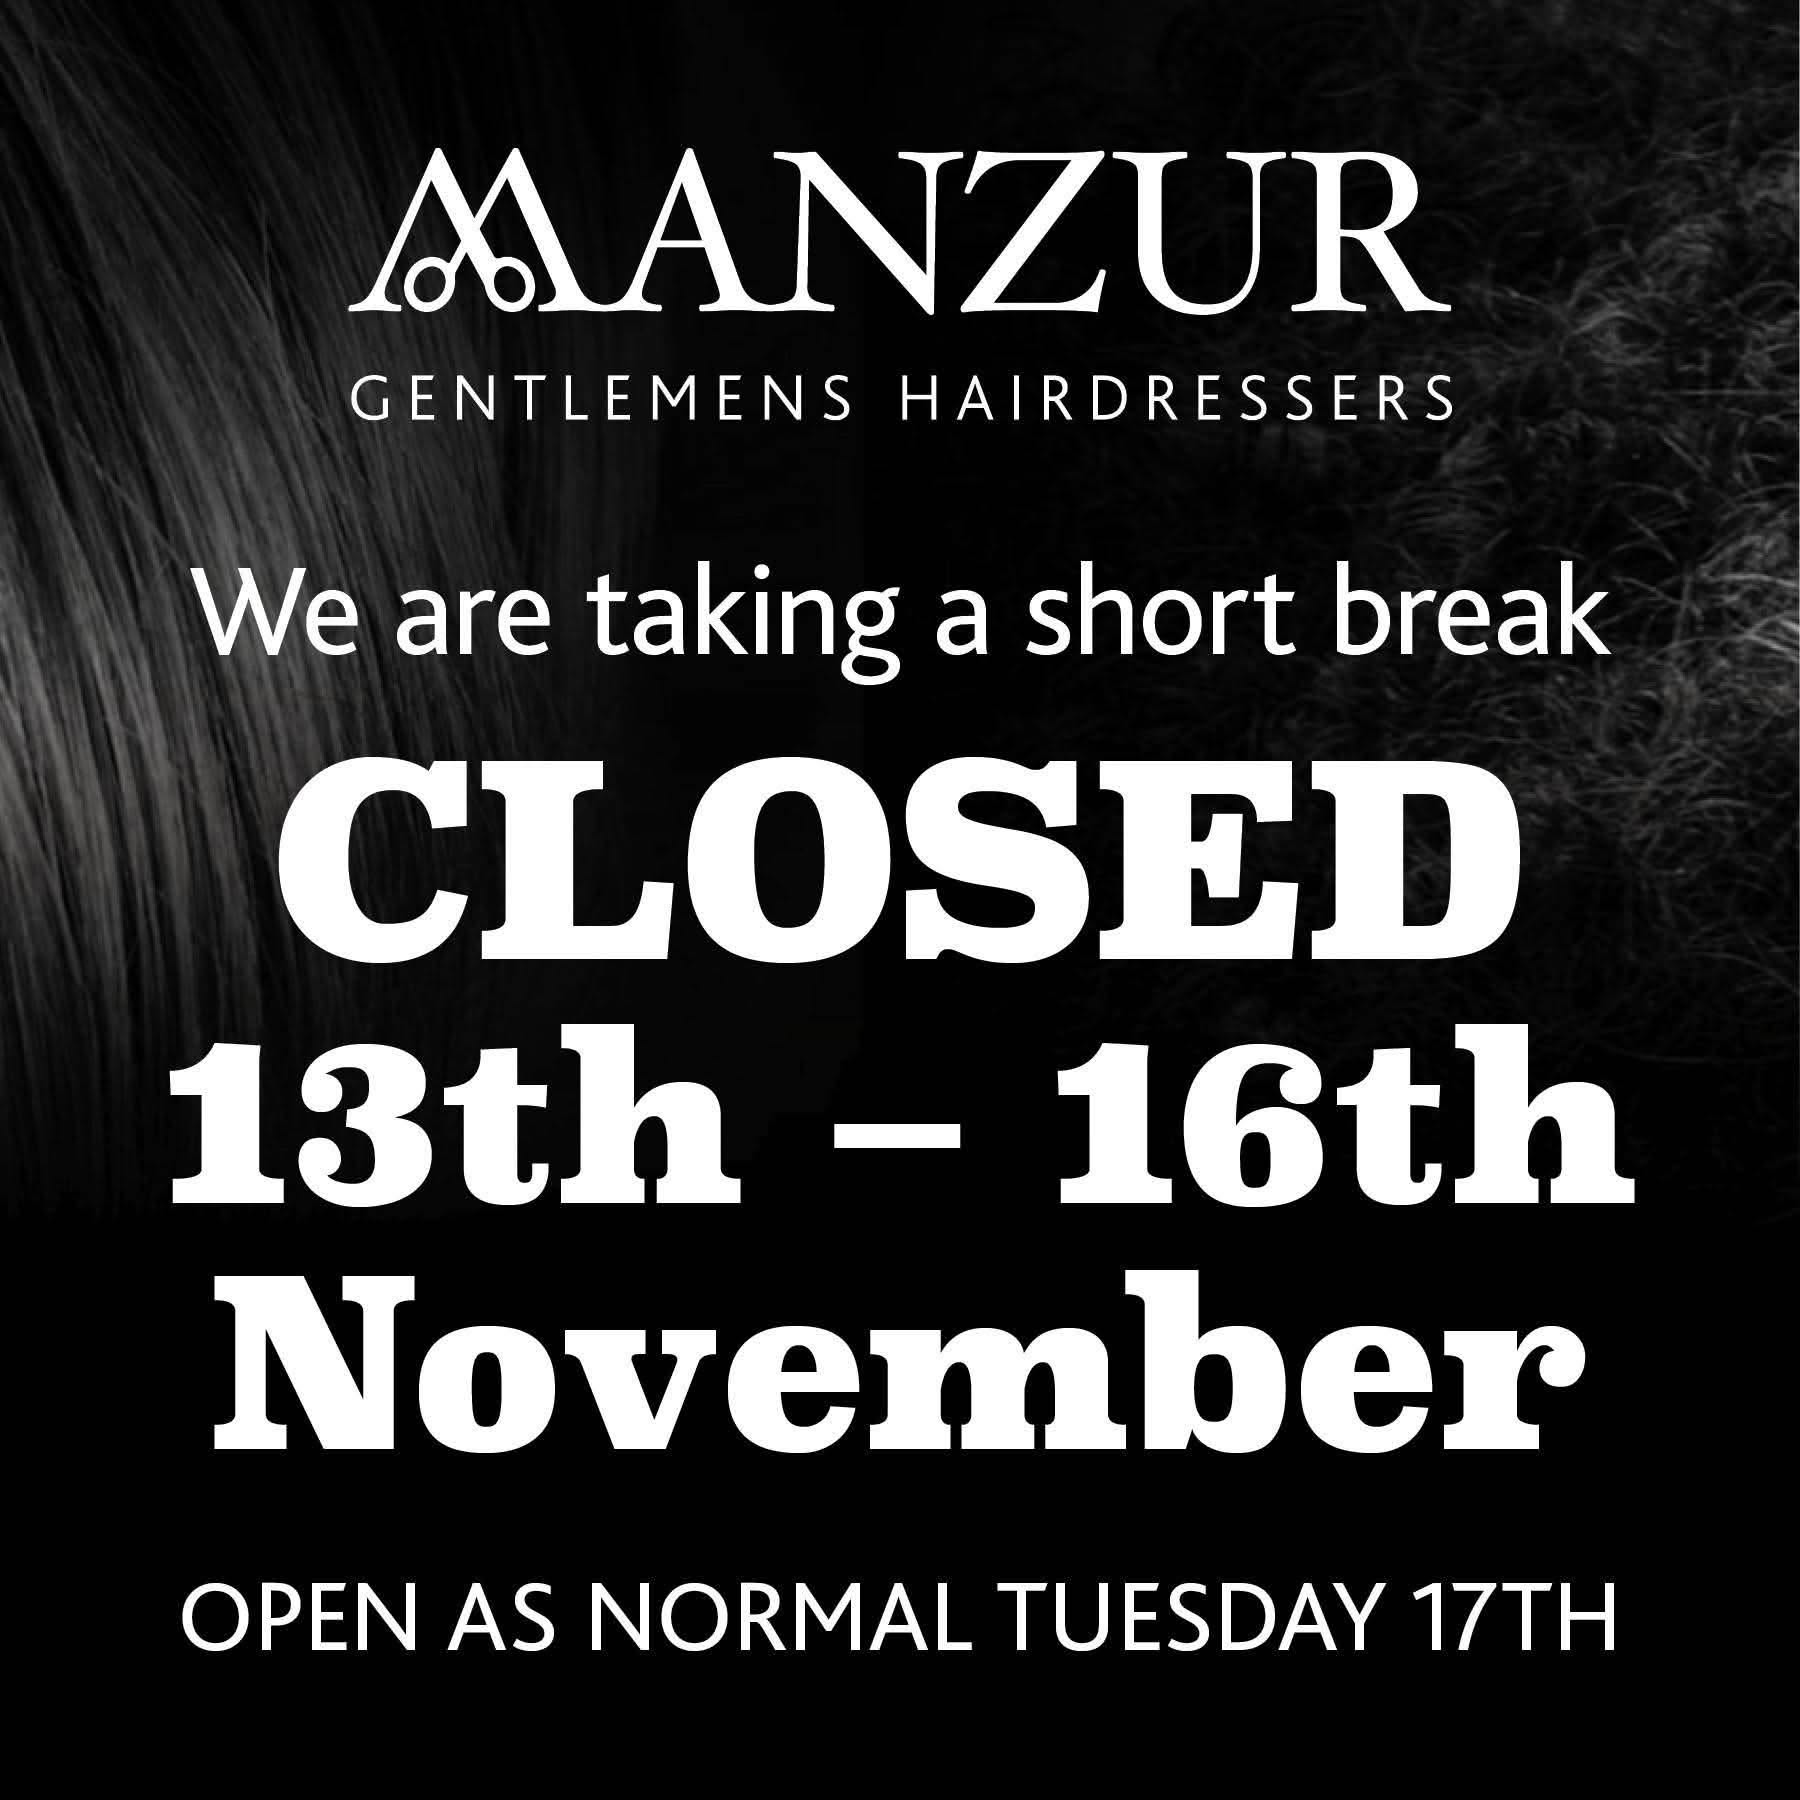 MANZUR
GENTLEMENS HAIRDRESSERS
We are taking a short break
CLOSED
13th – 16th
November
OPEN AS NORMAL TUESDAY 17TH